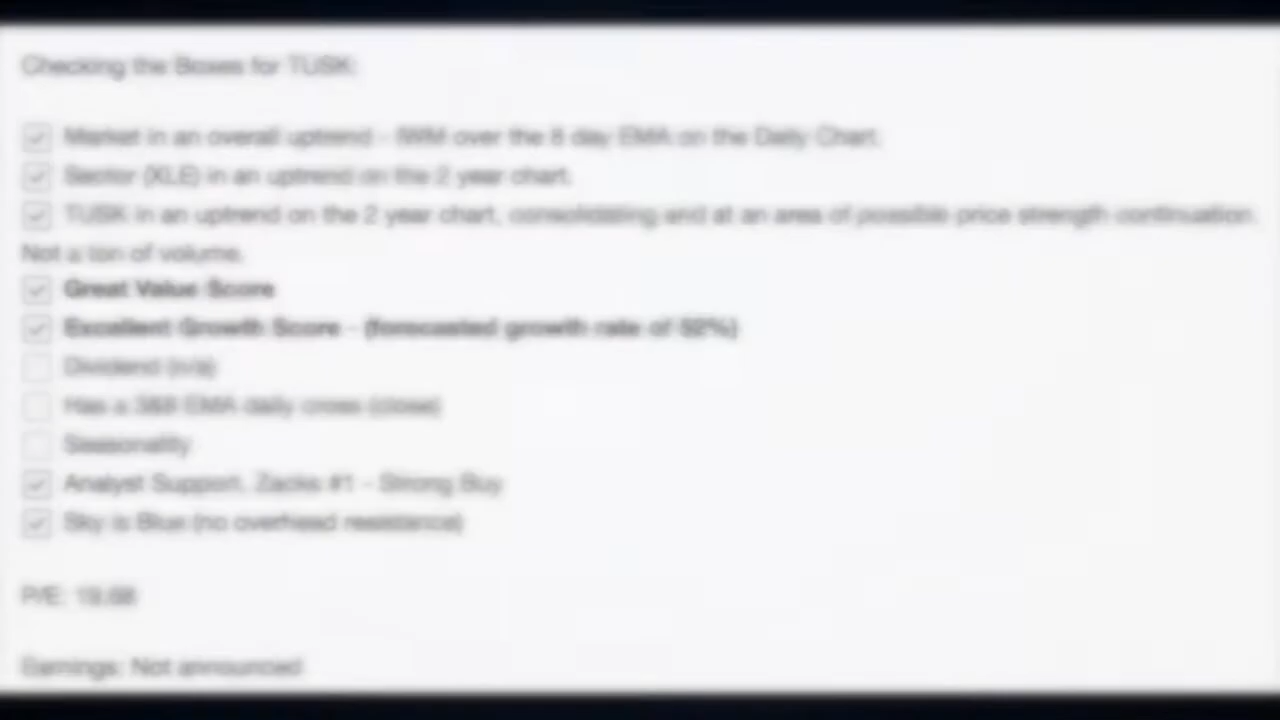 Checking the Boxes for TUSK:
Market in an overall uptrend - IWM over the 8 day EMA on the Daily Chart.
Sector (XLE) in an uptrend on the 2 year chart.
TUSK in an uptrend on the 2 year chart, consolidating and at an area of possible price strength continuation.
Not a ton of volume.
Great Value Score
Excellent Growth Score - (forecasted growth rate of
Dividend (n/a)
Has a 3&8 EMA daily cross (close)
Seasonality
Analyst Support, Zacks #1 - Strong Buy
Sky is Blue (no overhead resistance)
P/E:
Earnings: Not announced